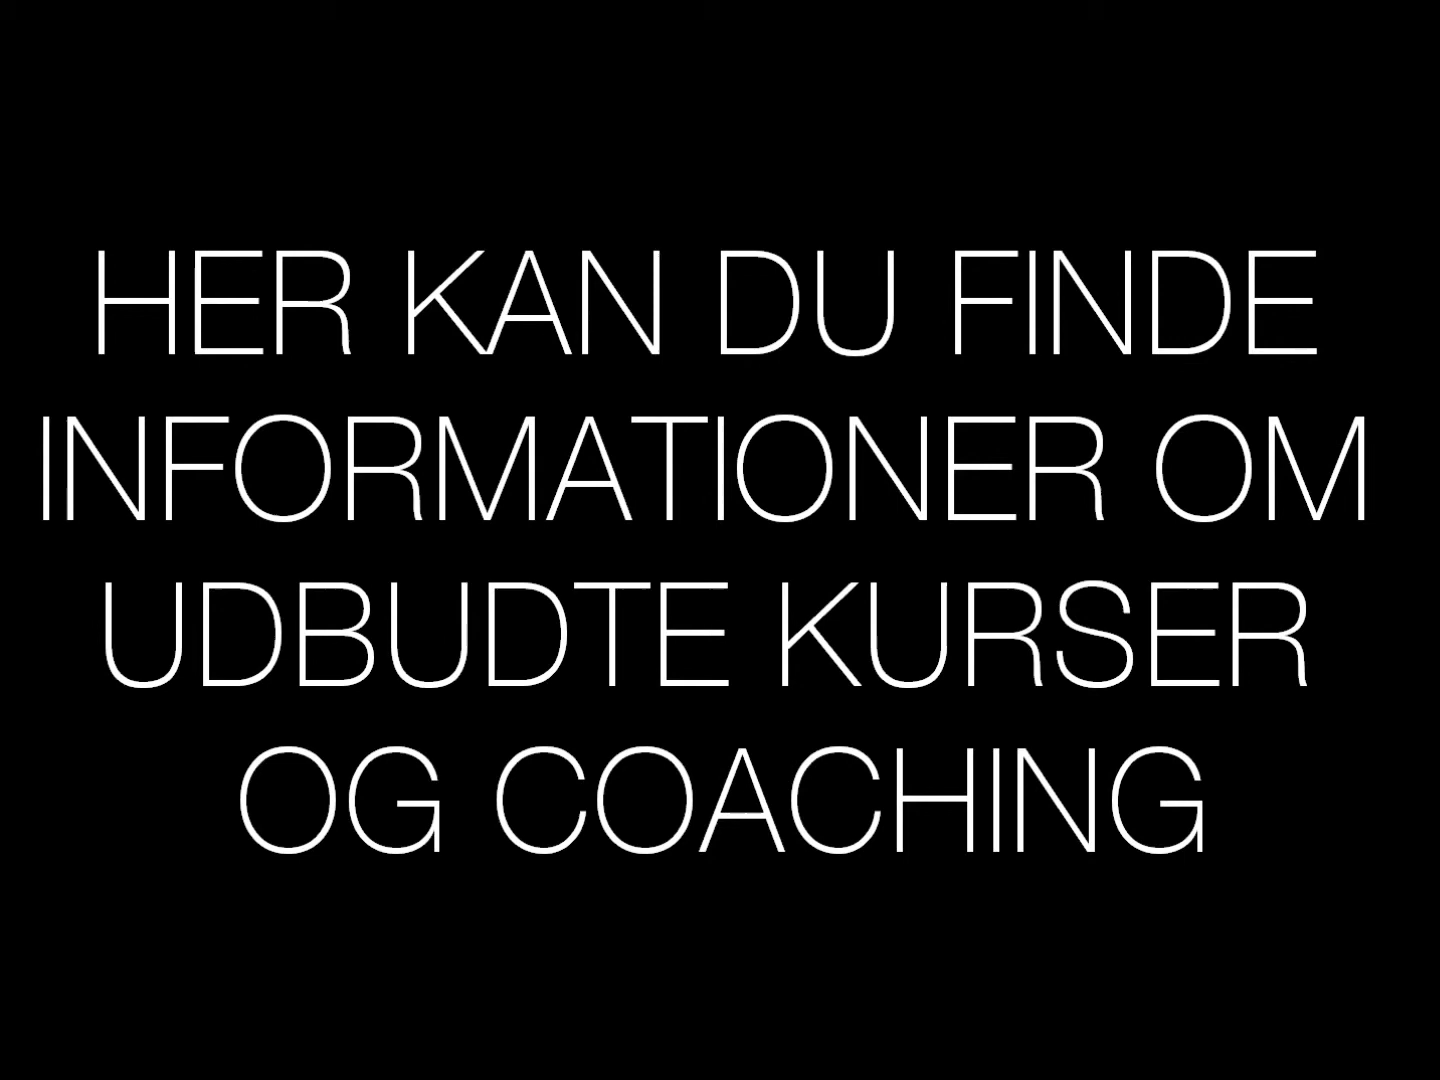 HER KAN DU FINDE
INFORMATIONER OM
UDBUDTE KURSER
OG COACHING